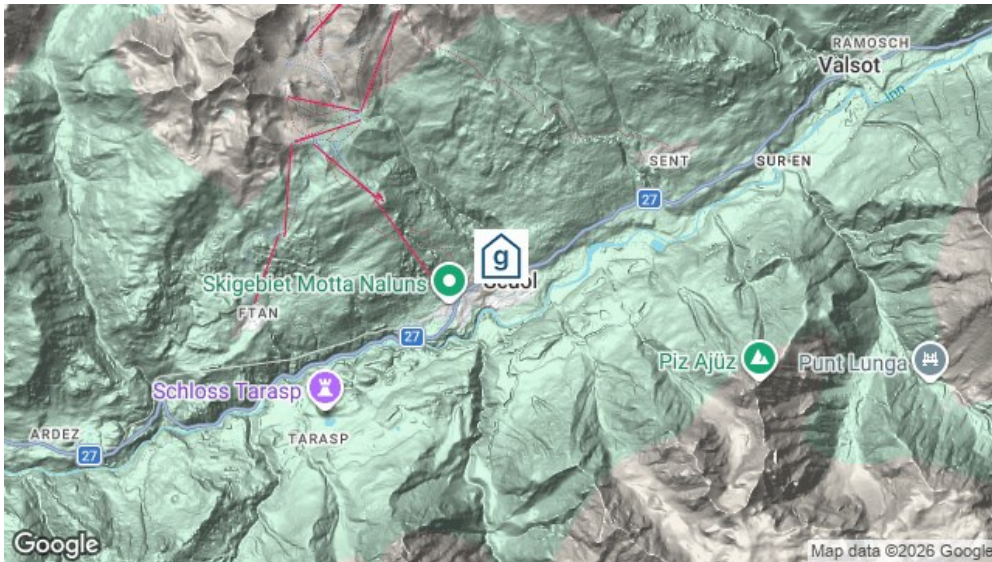 RAMOSCH
Valsot
Inn
SENT
SUR EN
27
g
Scuol
Skigebiet Motta Naluns
FTAN
27
Piz Ajüz
Punt Lunga
Schloss Tarasp
ARDEZ
TARASP
27
Google
Map data ©2026 Google